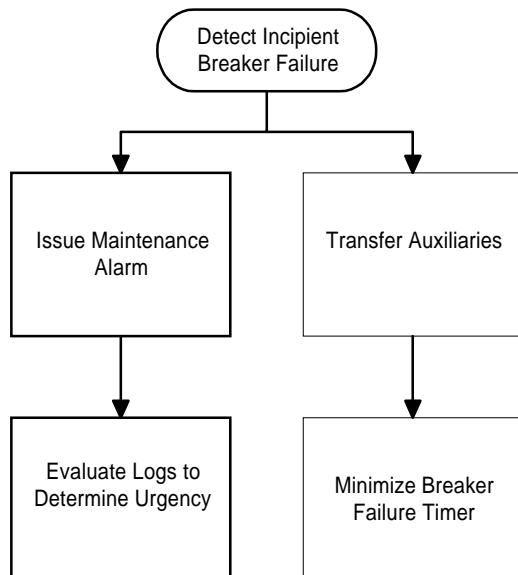 Detect Incipient
Breaker Failure
Issue Maintenance
Alarm
Transfer Auxiliaries
Evaluate Logs to
Determine Urgency
Minimize Breaker
Failure Timer